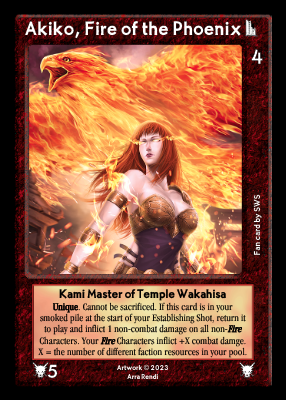 Akiko, Fire of the Phoenix
4
Fan card by SWS
Kami Master of Temple Wakahisa
Unique. Cannot be sacrificed. If this card is in your
smoked pile at the start of your Establishing Shot, return it
to play and inflict 1 non-combat damage on all non-Fire
Characters. Your Fire Characters inflict +X combat damage.
X = the number of different faction resources in your pool.
5
Artwork © 2023
Arra Rendi